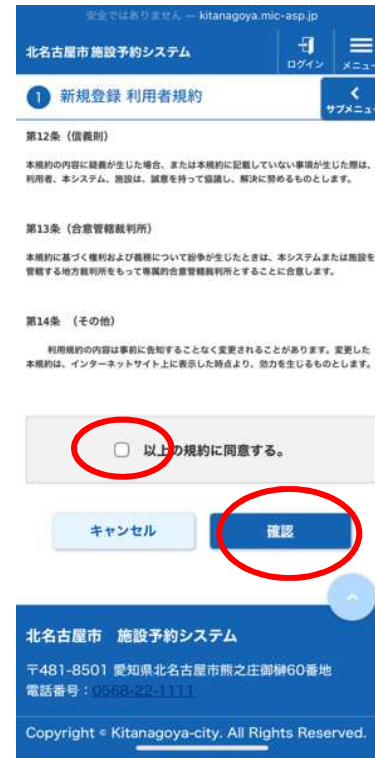 安全ではありません — kitanagoya.mic-asp.jp
北名古屋市 施設予約システム
ログイン
メニュー
1 新規登録 利用者規約
サブメニュー
第12条（信義則）
本規約の内容に疑義が生じた場合、または本規約に記載していない事項が生じた際は、
利用者、本システム、施設は、誠意を持って協議し、解決に努めるものとします。
第13条（合意管轄裁判所）
本規約に基づく権利および義務について紛争が生じたときは、本システムまたは施設を
管轄する地方裁判所をもって専属的合意管轄裁判所とすることに合意します。
第14条　（その他）
利用規約の内容は事前に告知することなく変更されることがあります。変更した
本規約は、インターネットサイト上に表示した時点より、効力を生じるものとします。
以上の規約に同意する。
キャンセル
確認
北名古屋市　施設予約システム
〒481-8501 愛知県北名古屋市熊之庄御榊60番地
電話番号：0568-22-1111
Copyright © Kitanagoya-city. All Rights Reserved.